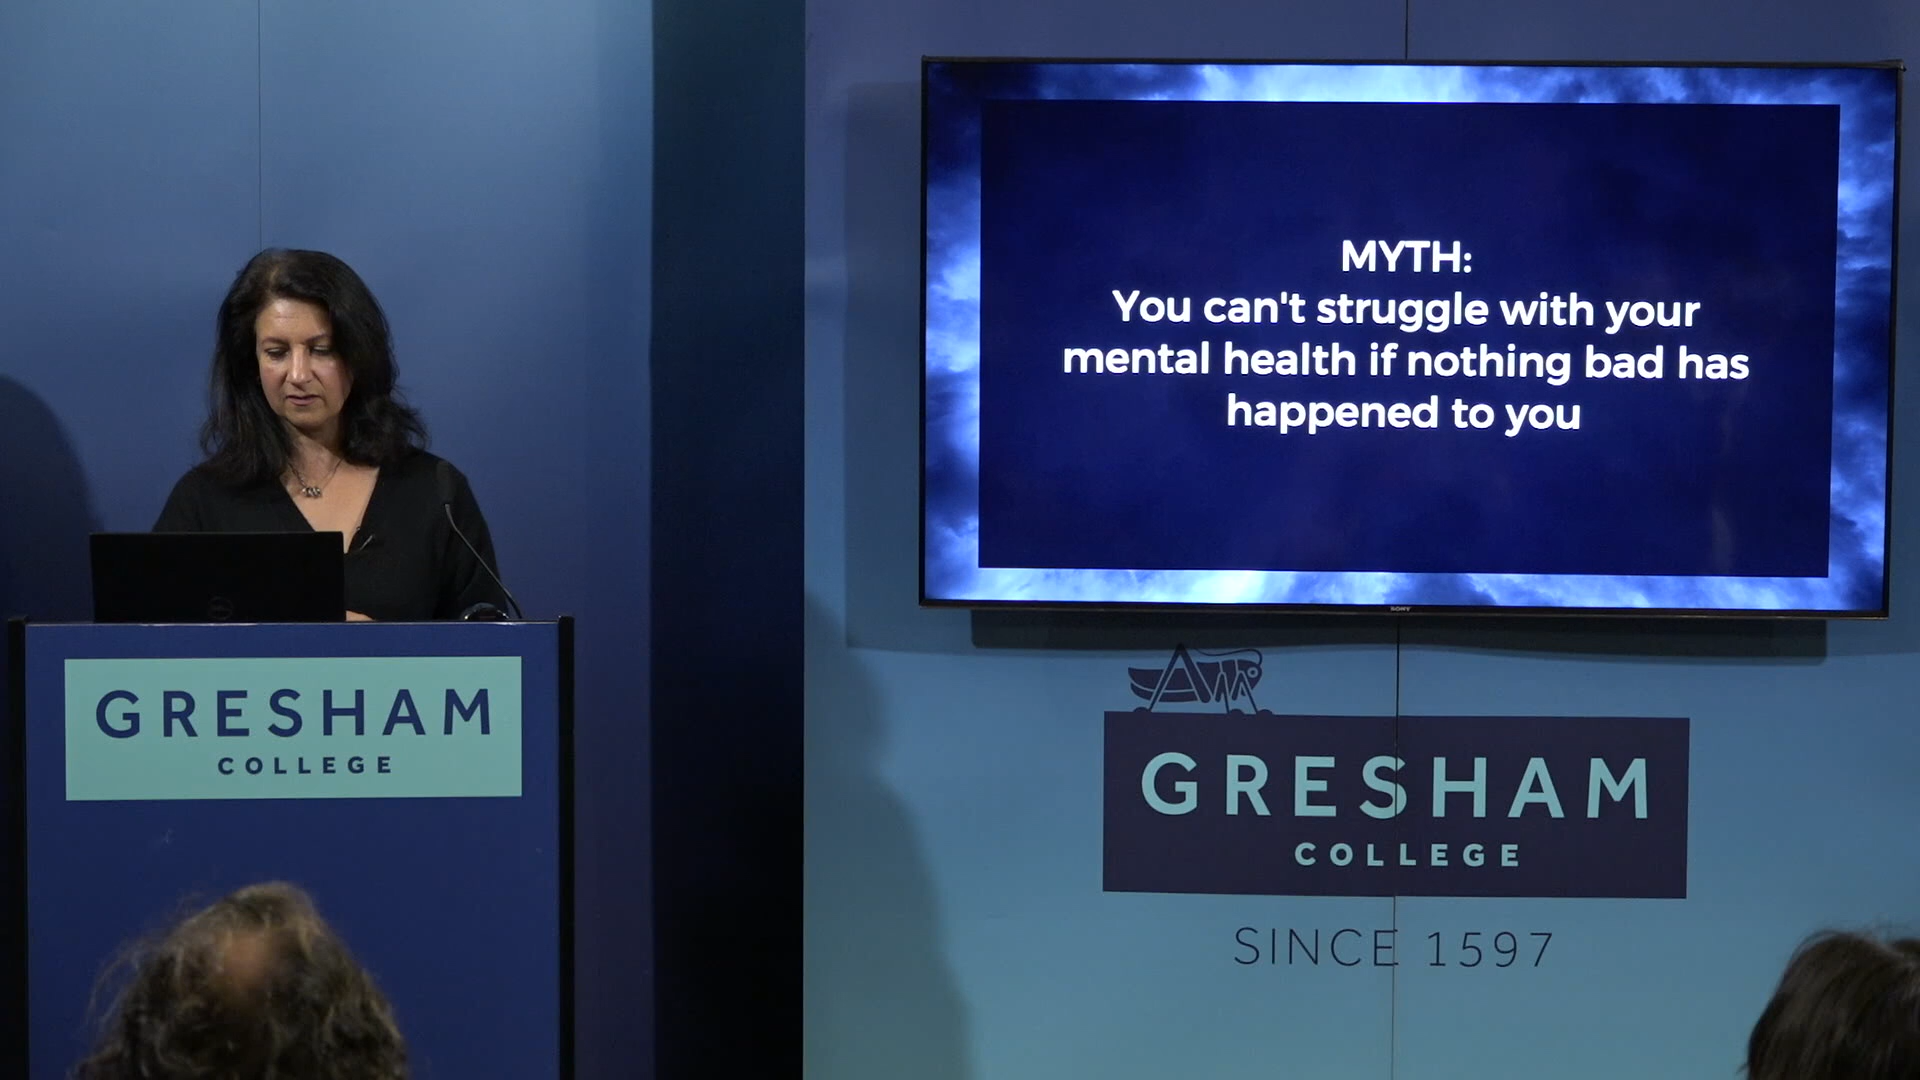 MYTH:
You can't struggle with your
mental health if nothing bad has
happened to you
SONY
GRESHAM
COLLEGE
GRESHAM
COLLEGE
SINCE 1597